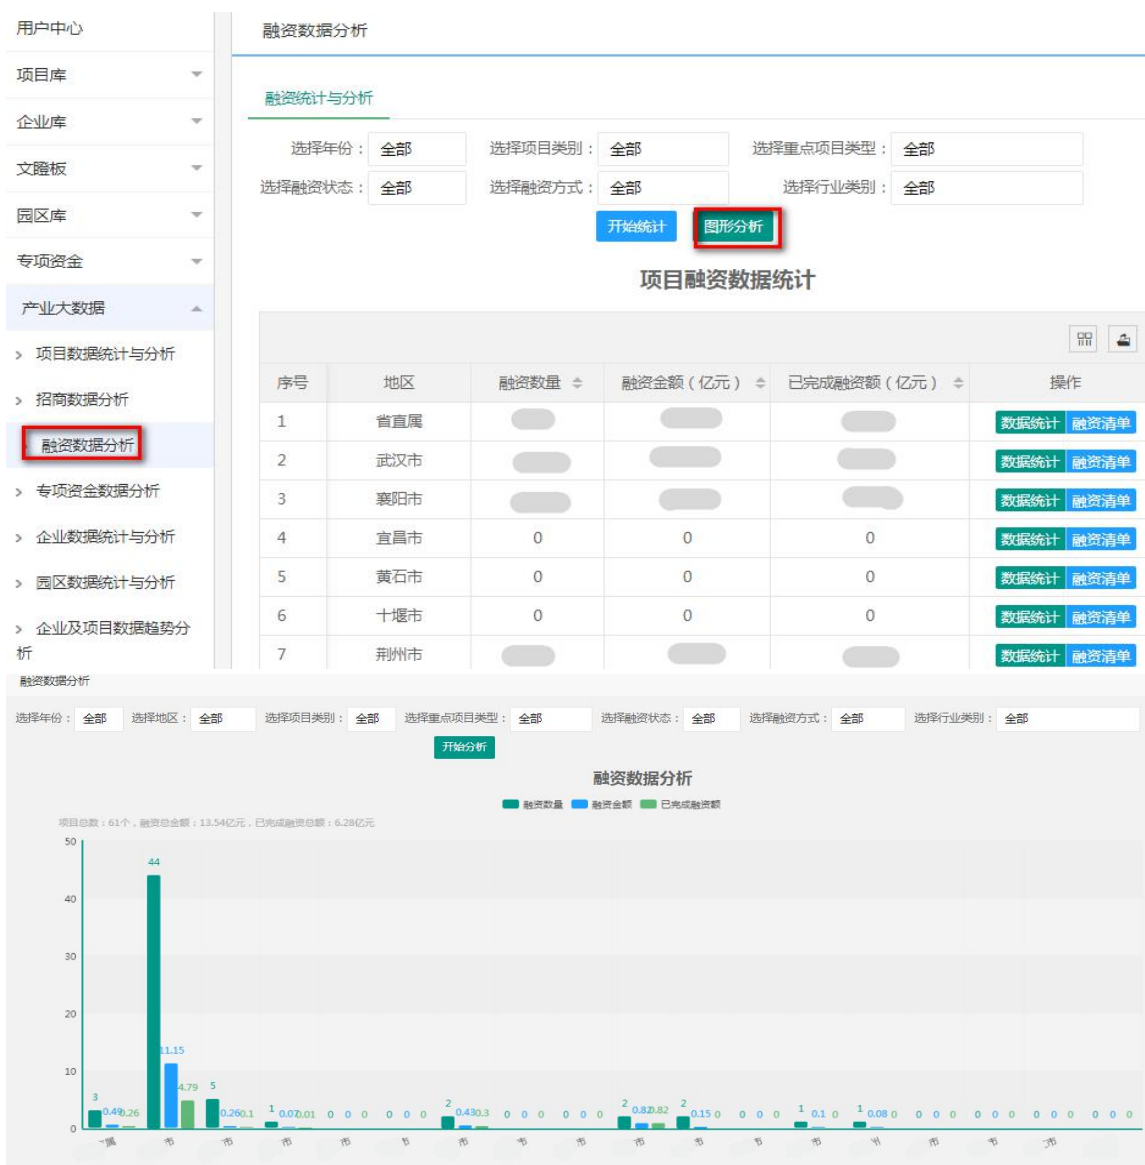 用户中心
项目库
企业库
文瞪板
园区库
专项资金
产业大数据
项目数据统计与分析
招商数据分析
融资数据分析
专项资金数据分析
企业数据统计与分析
园区数据统计与分析
企业及项目数据趋势分
析
融资数据分析
融资统计与分析
选择年份： 全部 选择项目类别： 全部 选择重点项目类型： 全部
选择融资状态： 全部 选择融资方式： 全部 选择行业类别： 全部
开始统计 图形分析
项目融资数据统计
序号 地区 融资数量 融资金额（亿元） 已完成融资额（亿元） 操作
1 省直属 数据统计 融资清单
2 武汉市 数据统计 融资清单
3 襄阳市 数据统计 融资清单
4 宜昌市 0 0 0 数据统计 融资清单
5 黄石市 0 0 0 数据统计 融资清单
6 十堰市 0 0 0 数据统计 融资清单
7 荆州市 数据统计 融资清单
融资数据分析
选择年份： 全部 选择地区： 全部 选择项目类别： 全部 选择重点项目类型： 全部 选择融资状态： 全部 选择融资方式： 全部 选择行业类别： 全部
开始分析
融资数据分析
融资数量 融资金额 已完成融资额
项目总数：61个，融资总金额：13.54亿元，已完成融资总额：6.28亿元
50
44
40
30
20
11.15
10
4.79 5
3 0.49 0.26 0.26 0.1 1 0.07 0.01 0 0 0 0 0 0 2 0.43 0.3 0 0 0 0 0 0 2 0.82 0.82 2 0.15 0 0 0 0 1 0.1 0 1 0.08 0 0 0 0 0 0 0 0 0 0 0 0 0
0
属 市 市 市 市 市 市 市 市 市 市 市 市 市 市